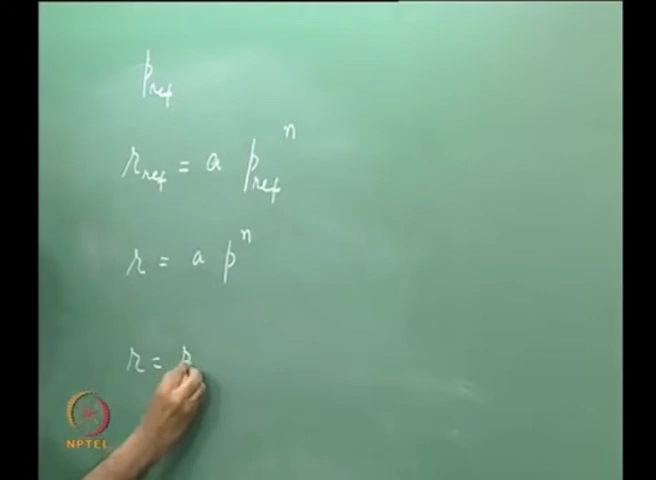 p_ref
r_ref = a p_ref^n
r = a p^n
r = r
NPTEL